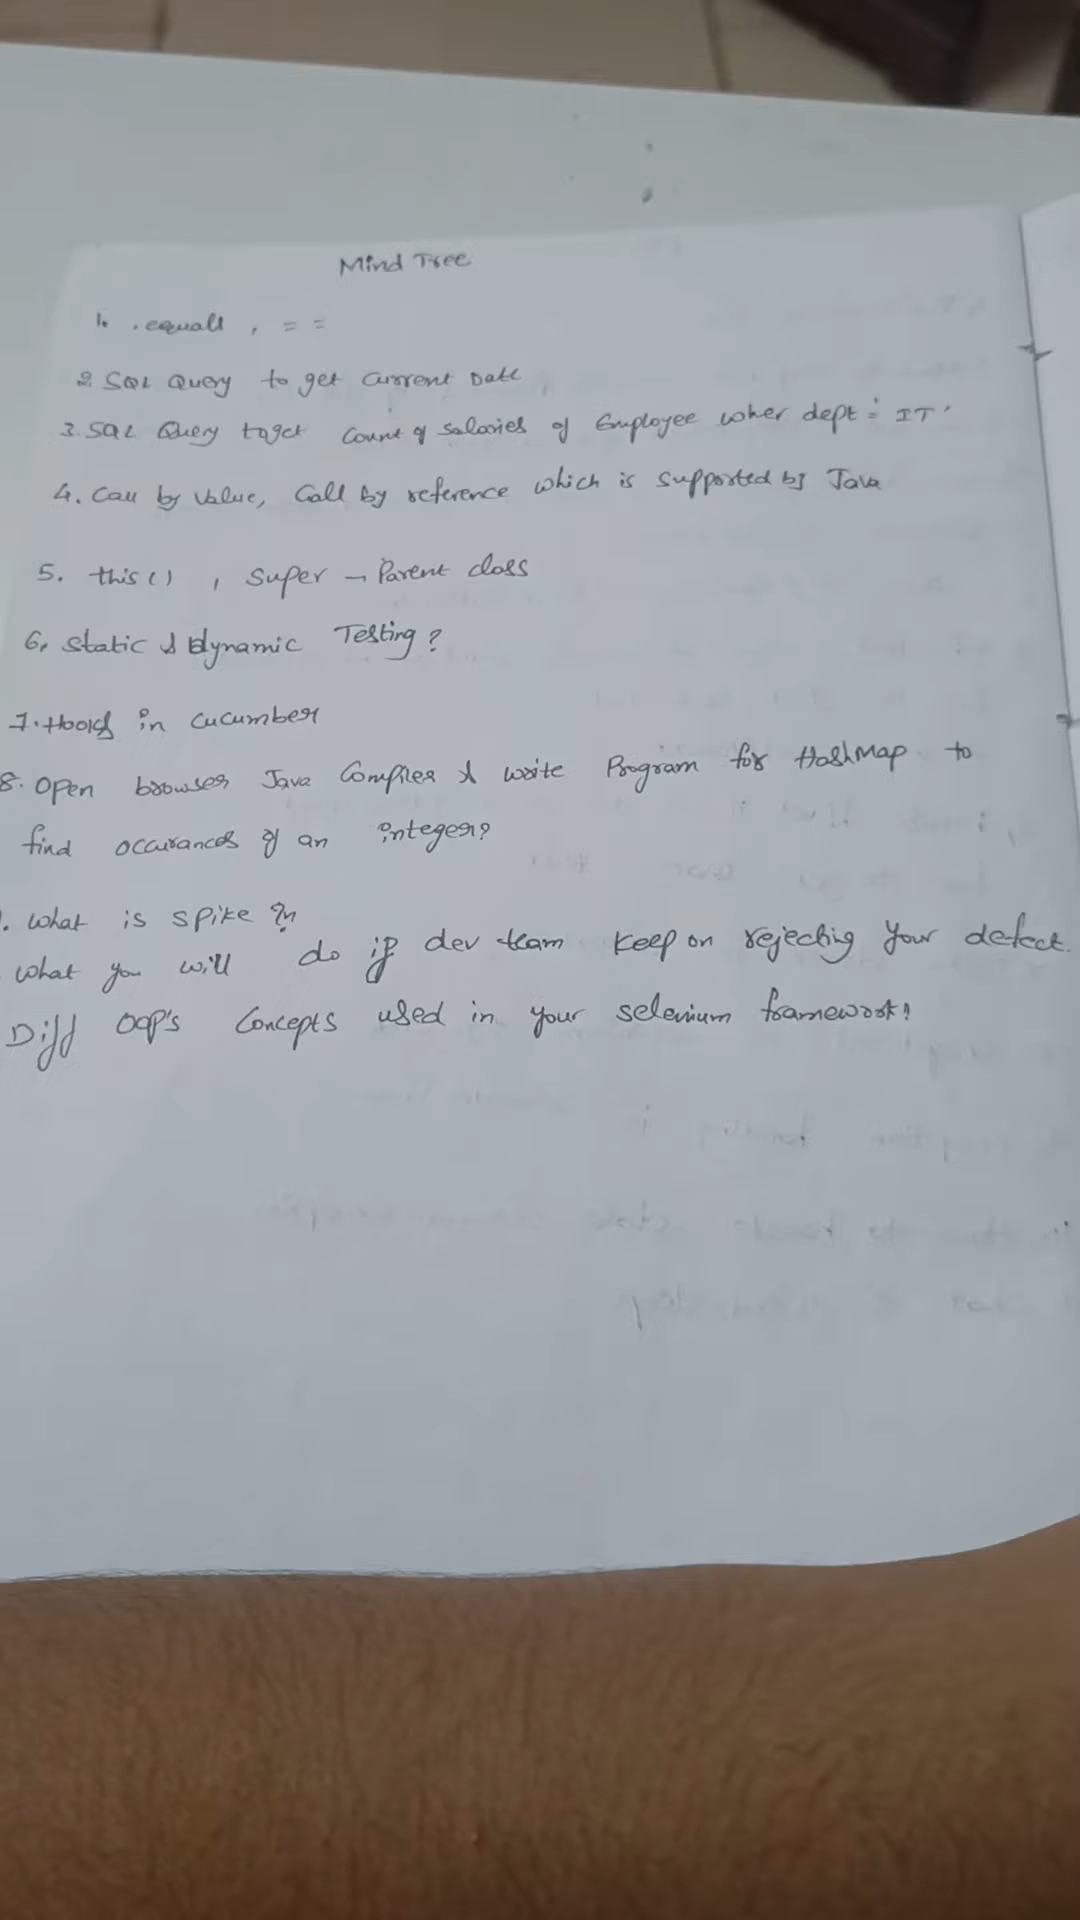 Mind Tree
1. .equals , = =
2. SQL Query to get Current Date
3. SQL Query toget Count of Salaries of Employee wher dept = 'IT'
4. Call by Value, Call by reference which is Supported by Java
5. this() , Super → Parent class
6. Static & dynamic Testing?
7. Hooks in Cucumber
8. Open browser Java Compiler & write Program for HashMap to
find occurances of an integer?
. What is spike ?
What you will do if dev team keep on rejecting your defect.
Diff OOP's Concepts used in your selenium framework?